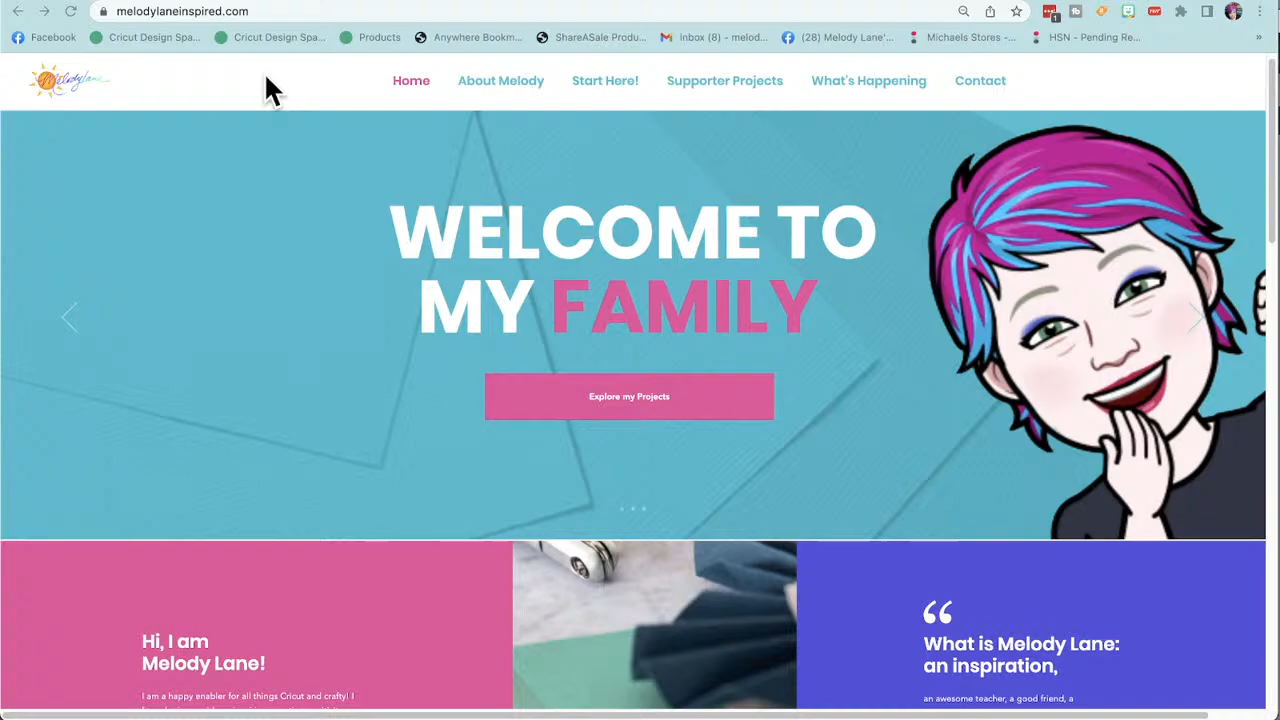 melodylaneinspired.com
1
Facebook
Cricut Design Spa...
Cricut Design Spa...
Products
Anywhere Bookm...
ShareASale Produ...
Inbox (8) – melod...
(28) Melody Lane'...
Michaels Stores -...
HSN - Pending Re...
»
MelodyLane
Home
About Melody
Start Here!
Supporter Projects
What's Happening
Contact
WELCOME TO
MY FAMILY
Explore my Projects
Hi, I am
Melody Lane!
I am a happy enabler for all things Cricut and crafty! I
“
What is Melody Lane:
an inspiration,
an awesome teacher, a good friend, a